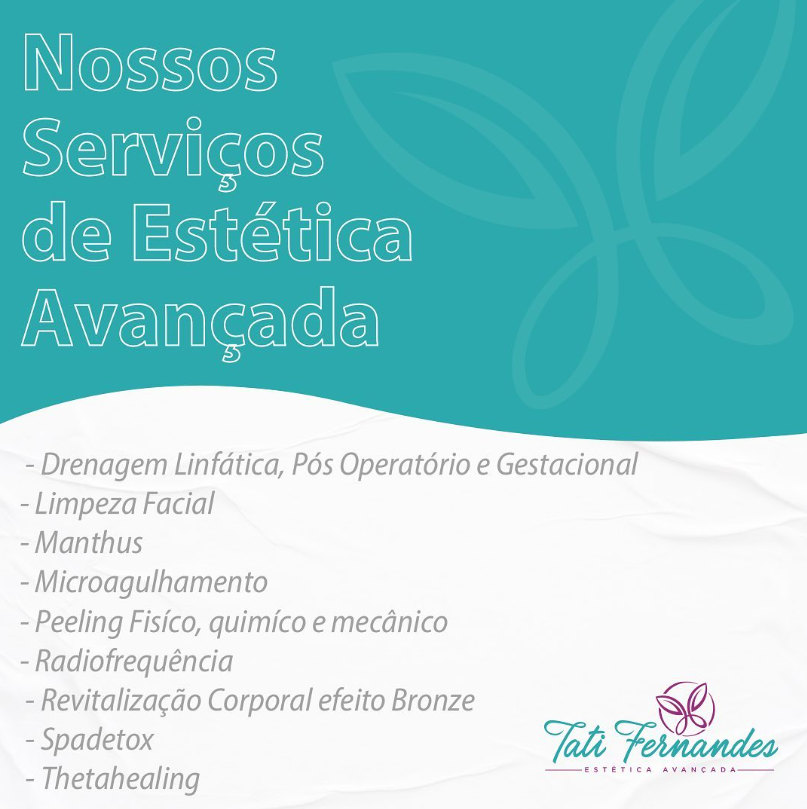 Nossos
Serviços
de Estética
Avançada
- Drenagem Linfática, Pós Operatório e Gestacional
- Limpeza Facial
- Manthus
- Microagulhamento
- Peeling Fisíco, quimíco e mecânico
- Radiofrequência
- Revitalização Corporal efeito Bronze
- Spadetox
- Thetahealing
Tati Fernandes
ESTÉTICA AVANÇADA